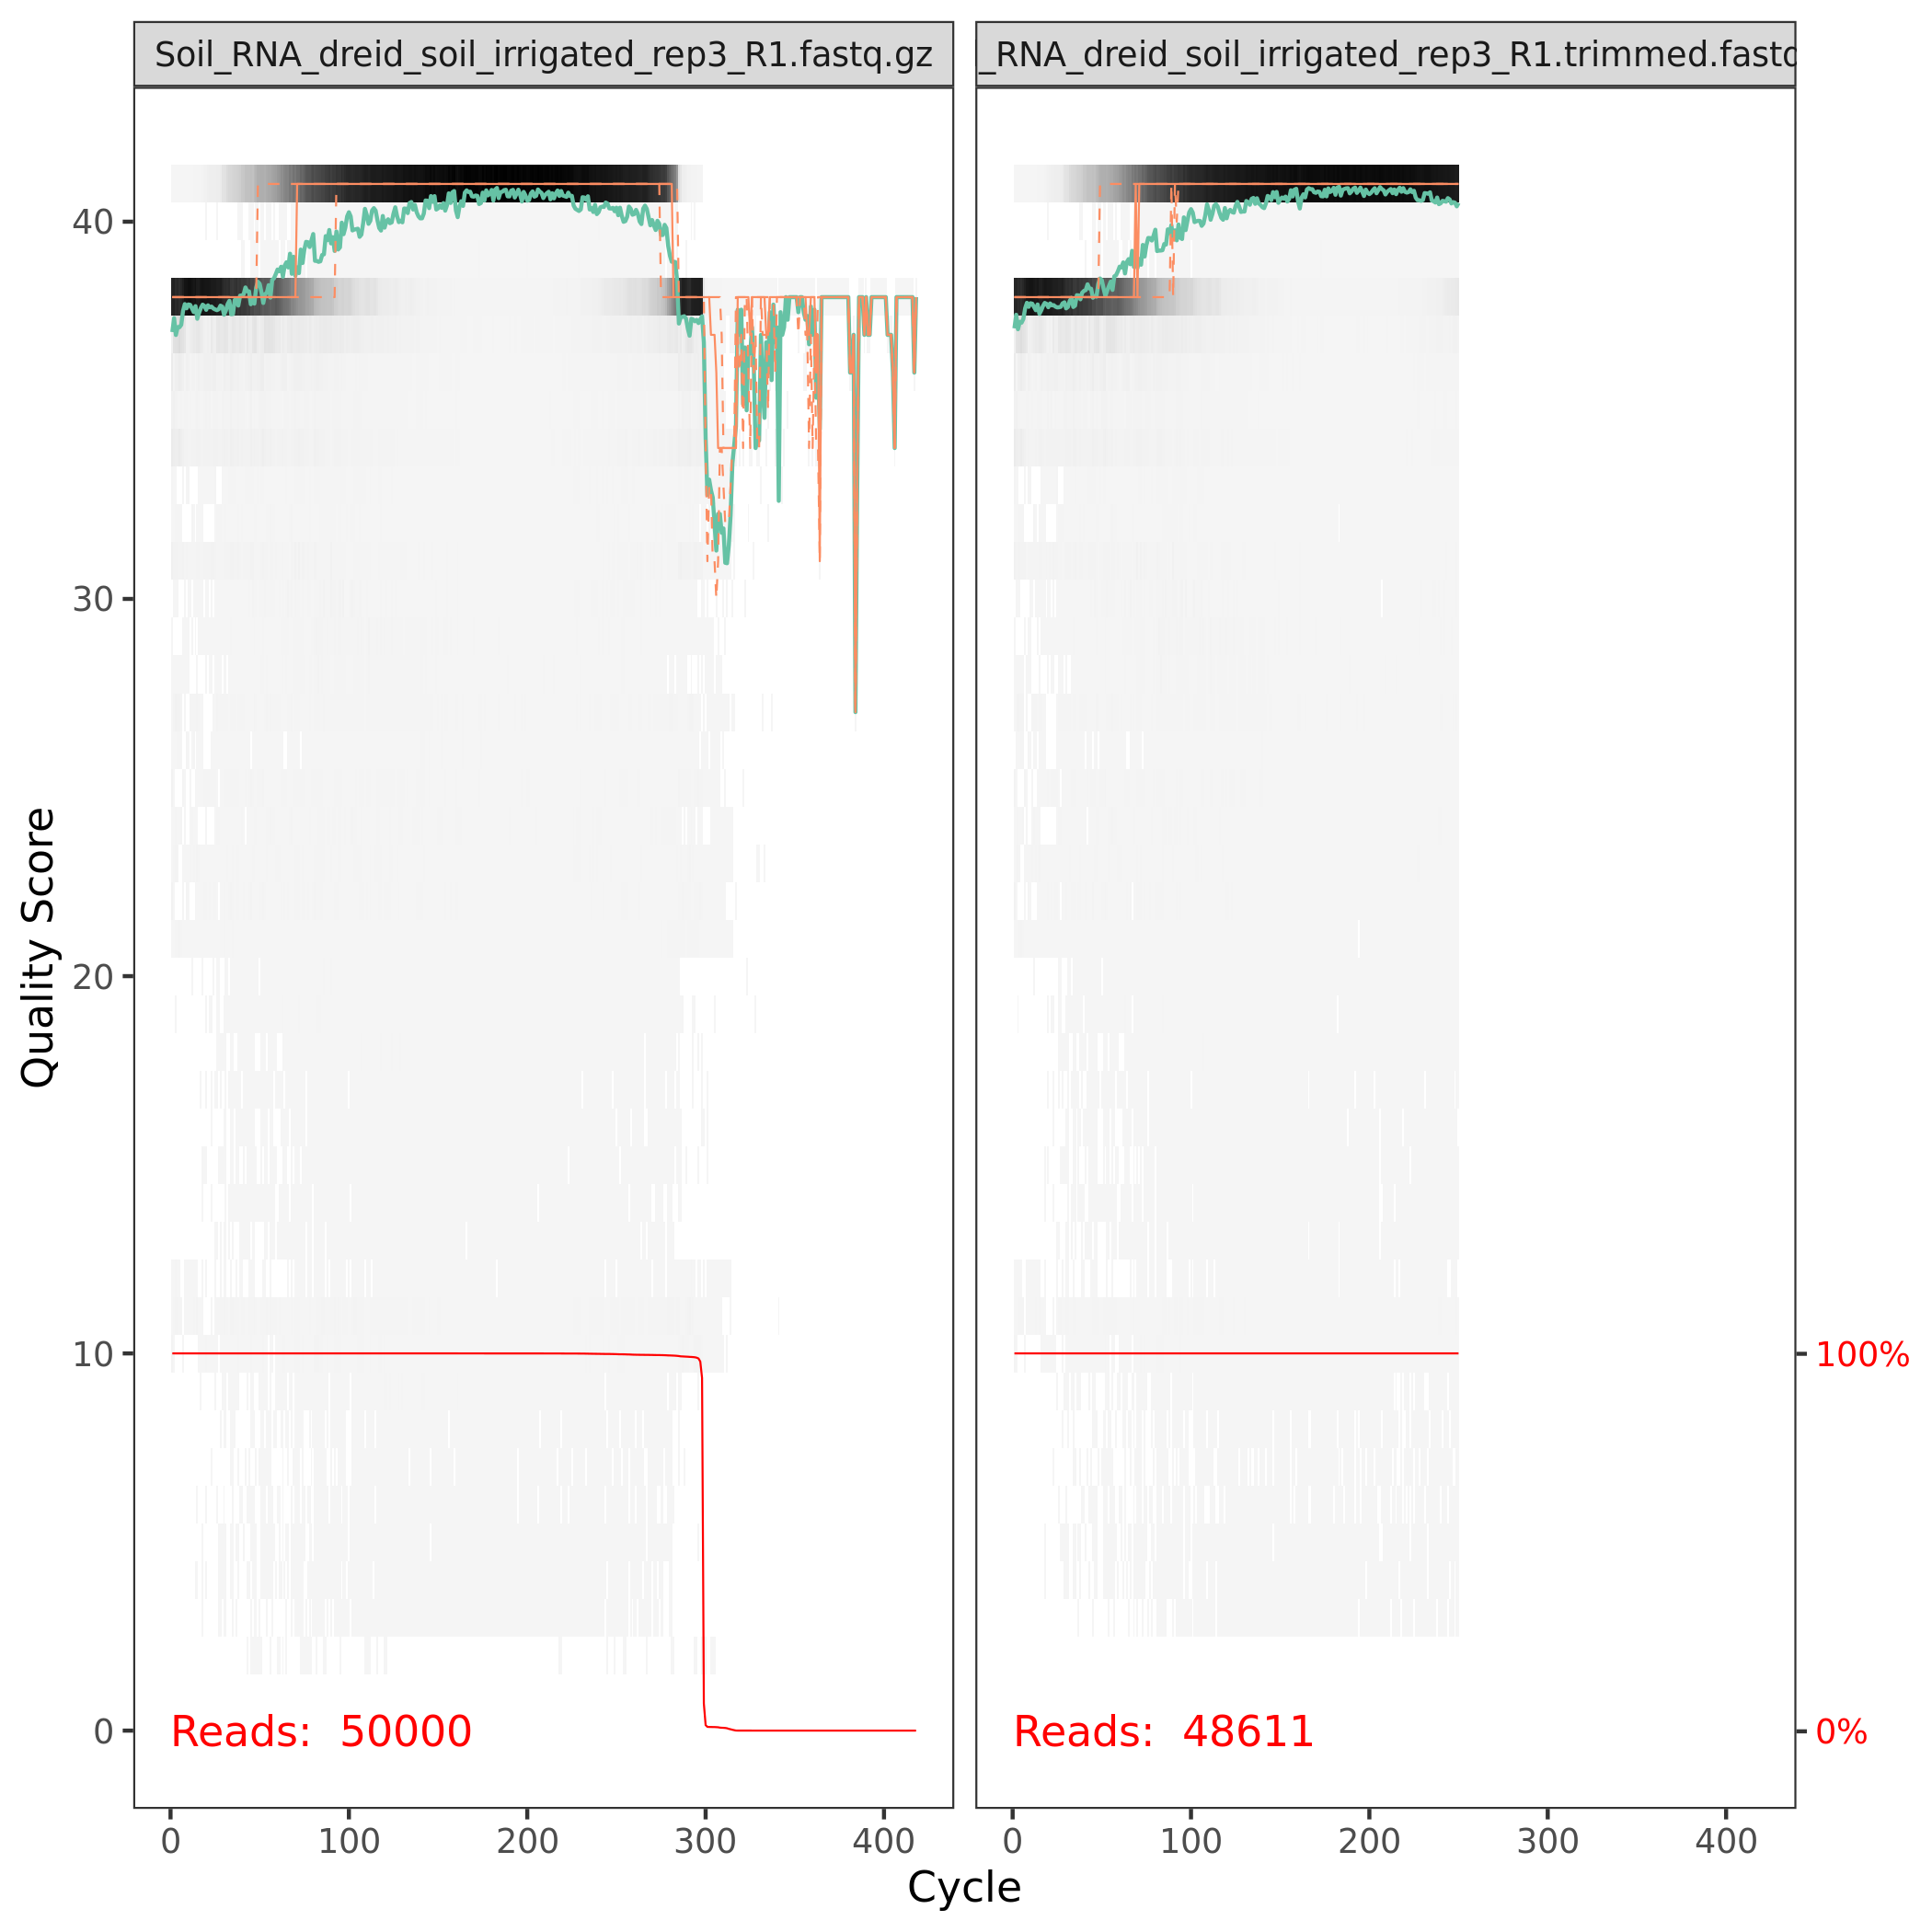 Soil_RNA_dreid_soil_irrigated_rep3_R1.fastq.gz
_RNA_dreid_soil_irrigated_rep3_R1.trimmed.fastq
Quality Score
40
30
20
10
0
Reads: 50000
Reads: 48611
100%
0%
0 100 200 300 400
0 100 200 300 400
Cycle